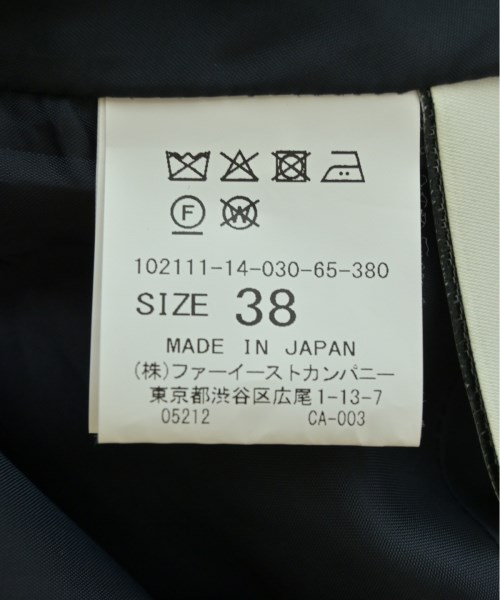 F W
102111-14-030-65-380
SIZE 38
MADE IN JAPAN
(株)ファーイーストカンパニー
東京都渋谷区広尾1-13-7
05212 CA-003